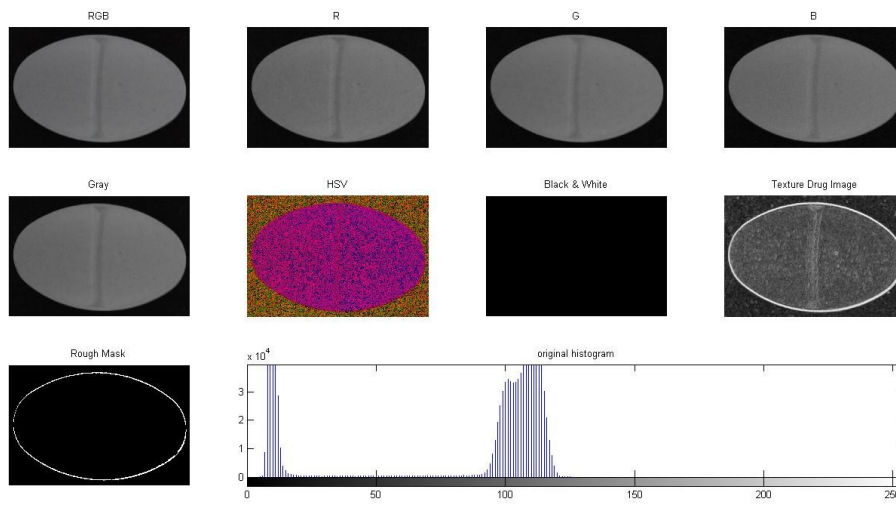 RGB
R
G
B
Gray
HSV
Black & White
Texture Drug Image
Rough Mask
original histogram
x 10^4
3
2
1
0
0 50 100 150 200 250